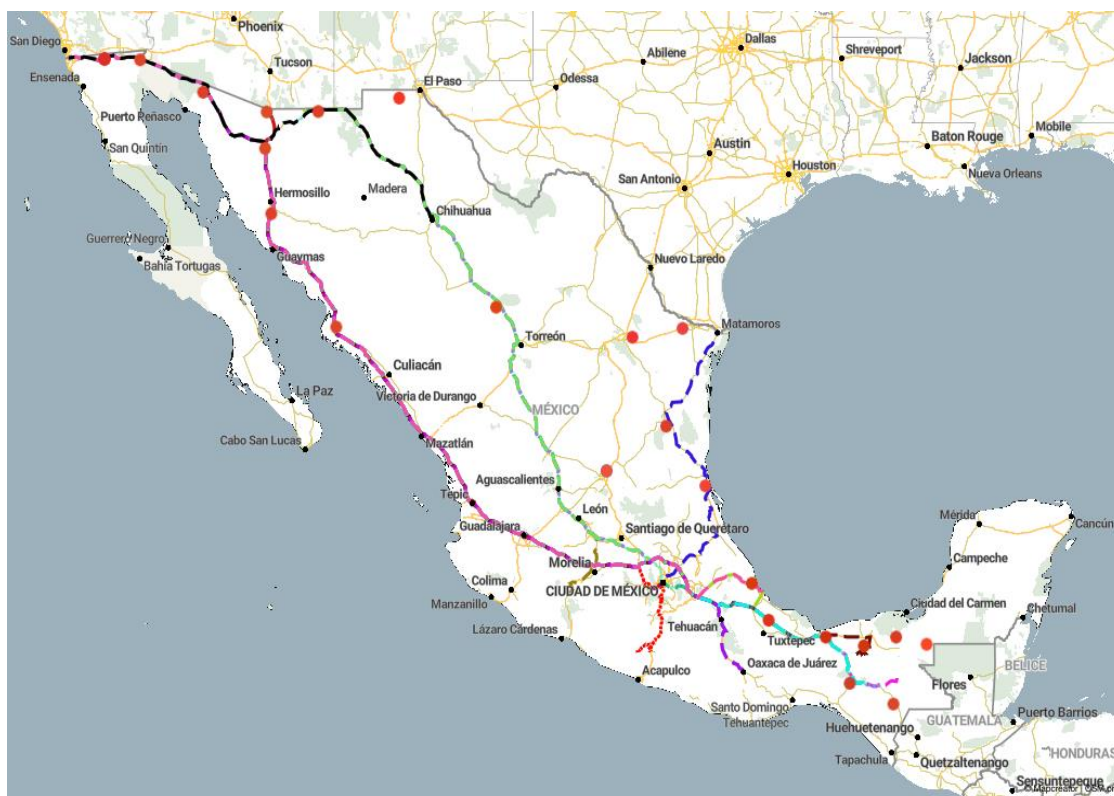 Phoenix
San Diego
Dallas
Abilene
Shreveport
Jackson
Tucson
Ensenada
El Paso
Odessa
Puerto Peñasco
Mobile
Baton Rouge
San Quintín
Austin
Houston
Nueva Orleans
San Antonio
Madera
Hermosillo
Chihuahua
Guerrero Negro
Guaymas
Bahía Tortugas
Nuevo Laredo
Matamoros
Torreón
Culiacán
La Paz
Victoria de Durango
MÉXICO
Cabo San Lucas
Mazatlán
Aguascalientes
Tepic
León
Mérida
Cancún
Guadalajara
Santiago de Querétaro
Morelia
Campeche
Colima
CIUDAD DE MÉXICO
Manzanillo
Ciudad del Carmen
Chetumal
Lázaro Cárdenas
Tehuacán
Tuxtepec
Oaxaca de Juárez
BELICE
Acapulco
Flores
Santo Domingo
Tehuantepec
Huehuetenango
GUATEMALA
Puerto Barrios
Tapachula
Quetzaltenango
HONDURAS
Sensuntepeque